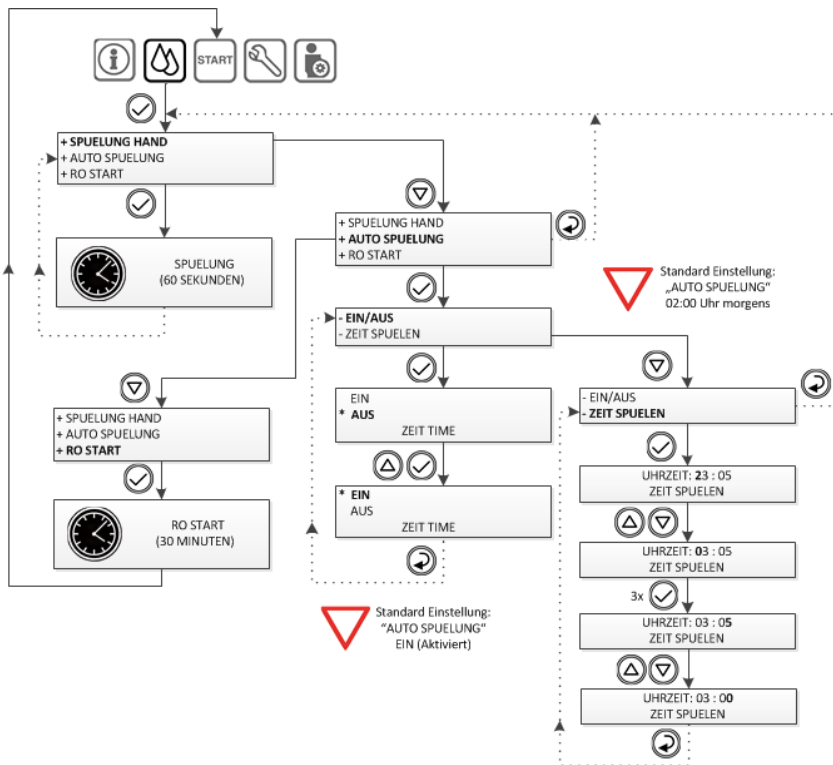 START
+ SPUELUNG HAND
+ AUTO SPUELUNG
+ RO START
SPUELUNG
(60 SEKUNDEN)
+ SPUELUNG HAND
+ AUTO SPUELUNG
+ RO START
Standard Einstellung:
„AUTO SPUELUNG"
02:00 Uhr morgens
- EIN/AUS
- ZEIT SPUELEN
EIN
* AUS
ZEIT TIME
* EIN
AUS
ZEIT TIME
Standard Einstellung:
"AUTO SPUELUNG"
EIN (Aktiviert)
+ SPUELUNG HAND
+ AUTO SPUELUNG
+ RO START
RO START
(30 MINUTEN)
- EIN/AUS
- ZEIT SPUELEN
UHRZEIT: 23 : 05
ZEIT SPUELEN
UHRZEIT: 03 : 05
ZEIT SPUELEN
3x
UHRZEIT: 03 : 05
ZEIT SPUELEN
UHRZEIT: 03 : 00
ZEIT SPUELEN